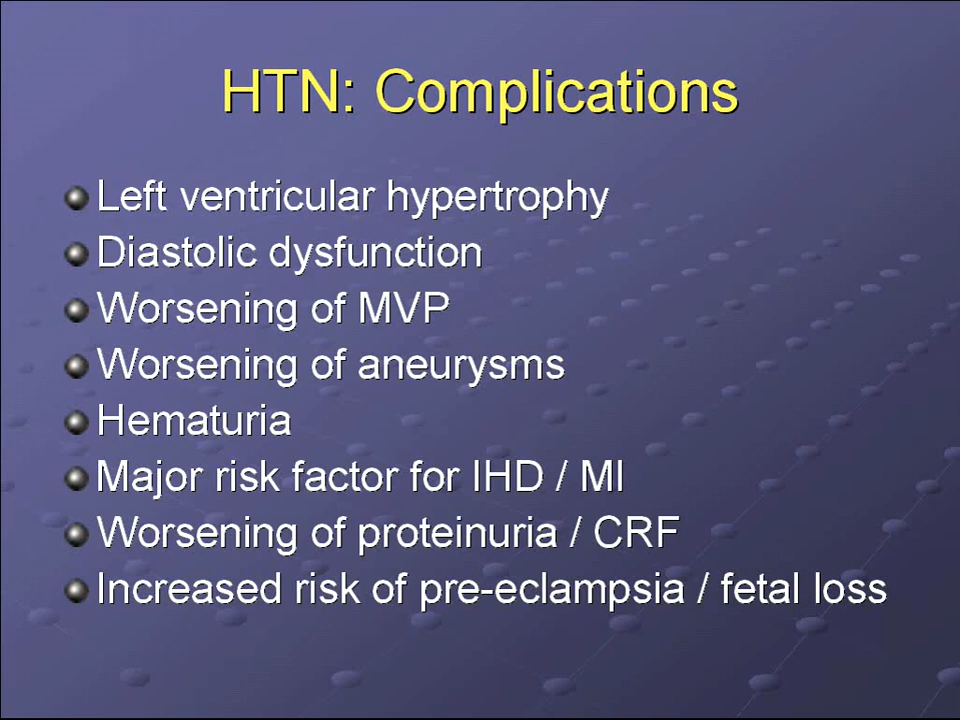 HTN: Complications
Left ventricular hypertrophy
Diastolic dysfunction
Worsening of MVP
Worsening of aneurysms
Hematuria
Major risk factor for IHD / MI
Worsening of proteinuria / CRF
Increased risk of pre-eclampsia / fetal loss